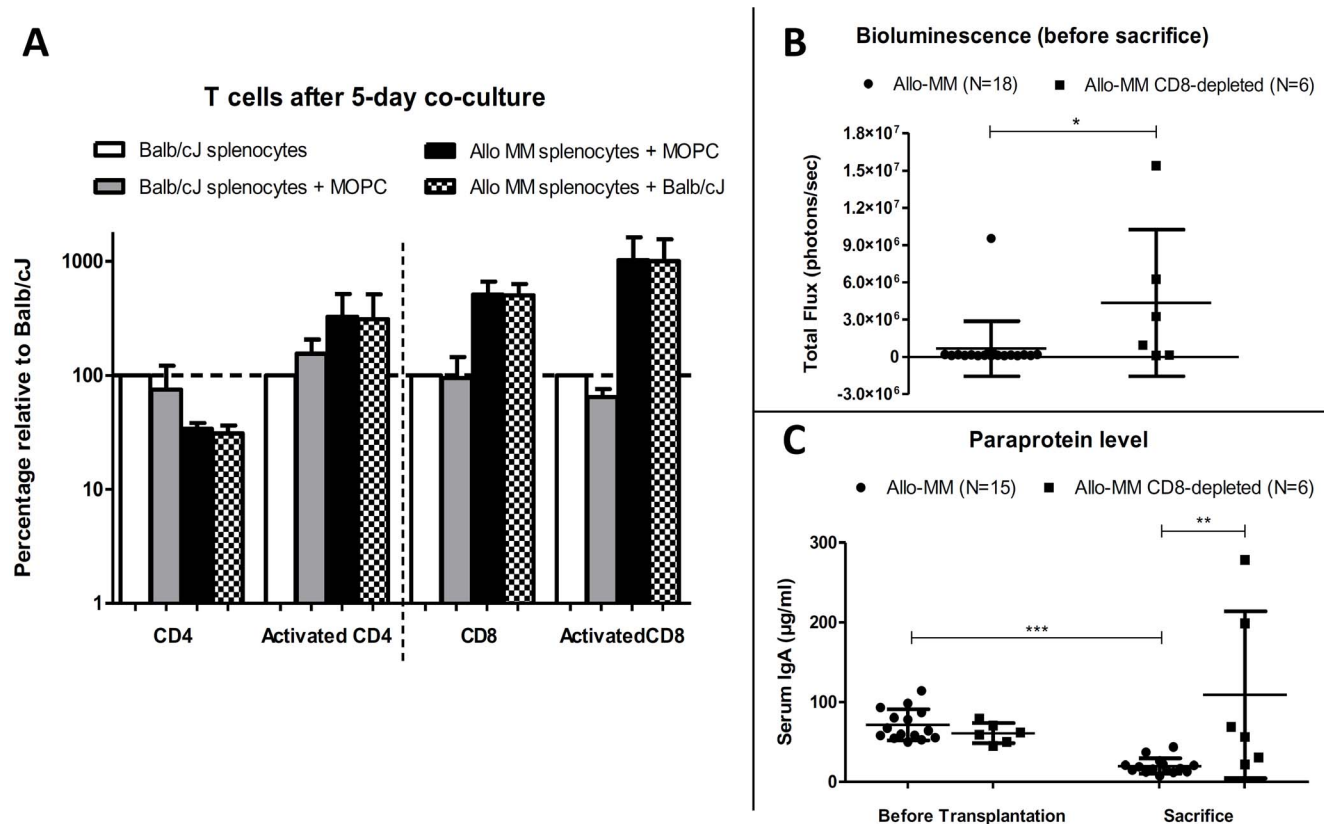 A
T cells after 5-day co-culture
Balb/cJ splenocytes
Allo MM splenocytes + MOPC
Balb/cJ splenocytes + MOPC
Allo MM splenocytes + Balb/cJ
Percentage relative to Balb/cJ
1000
100
10
1
CD4
Activated CD4
CD8
ActivatedCD8
B
Bioluminescence (before sacrifice)
Allo-MM (N=18)
Allo-MM CD8-depleted (N=6)
*
Total Flux (photons/sec)
1.8×10⁷
1.5×10⁷
1.2×10⁷
9.0×10⁶
6.0×10⁶
3.0×10⁶
0
-3.0×10⁶
C
Paraprotein level
Allo-MM (N=15)
Allo-MM CD8-depleted (N=6)
**
***
Serum IgA (µg/ml)
300
200
100
0
Before Transplantation
Sacrifice